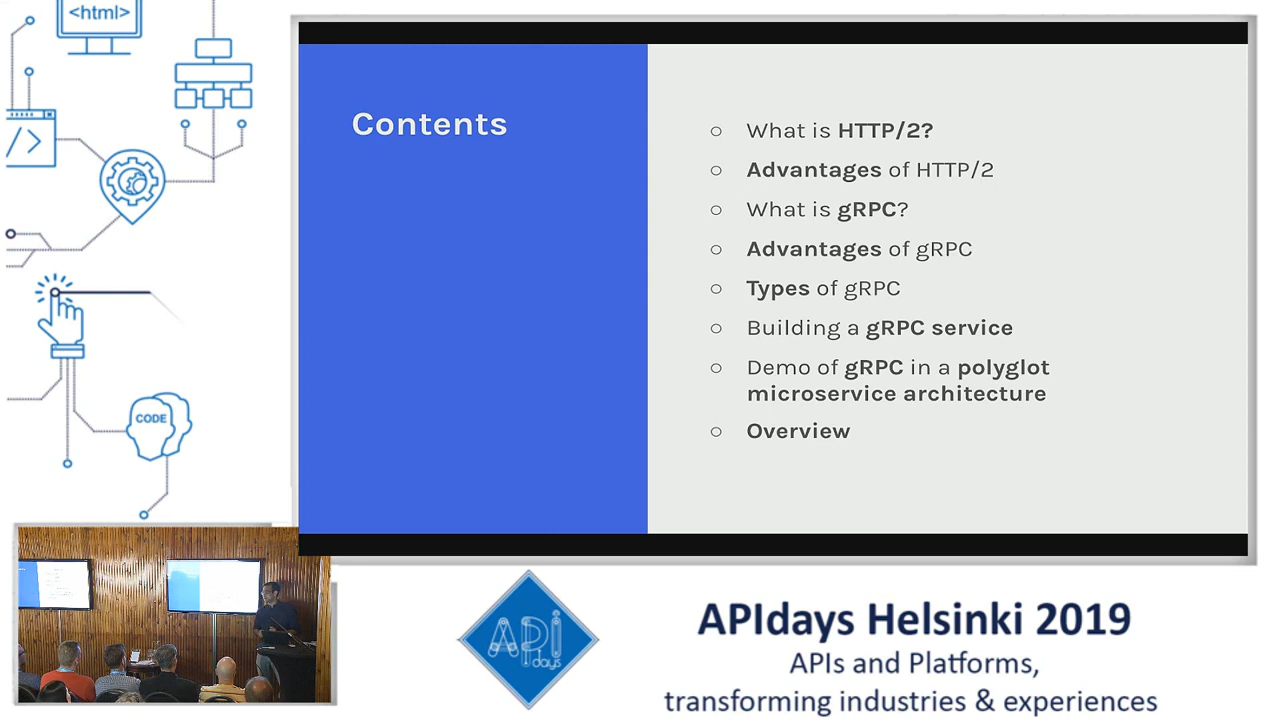 <html>
</>
CODE
Contents
What is HTTP/2?
Advantages of HTTP/2
What is gRPC?
Advantages of gRPC
Types of gRPC
Building a gRPC service
Demo of gRPC in a polyglot
microservice architecture
Overview
API
days
APIdays Helsinki 2019
APIs and Platforms,
transforming industries & experiences